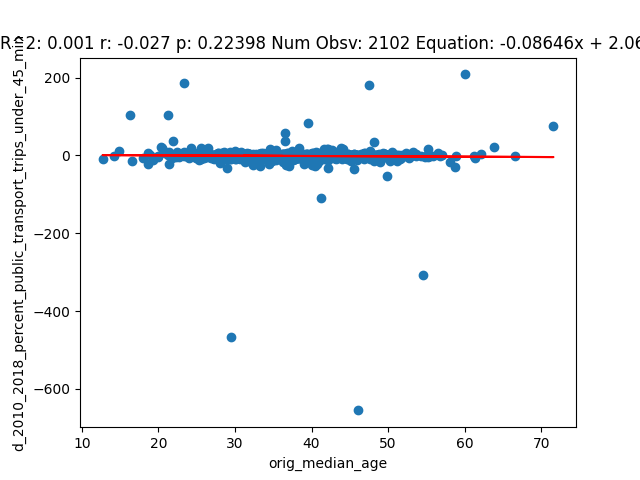 R^2: 0.001 r: -0.027 p: 0.22398 Num Obsv: 2102 Equation: -0.08646x + 2.06
d_2010_2018_percent_public_transport_trips_under_45_min
200
0
−200
−400
−600
10 20 30 40 50 60 70
orig_median_age